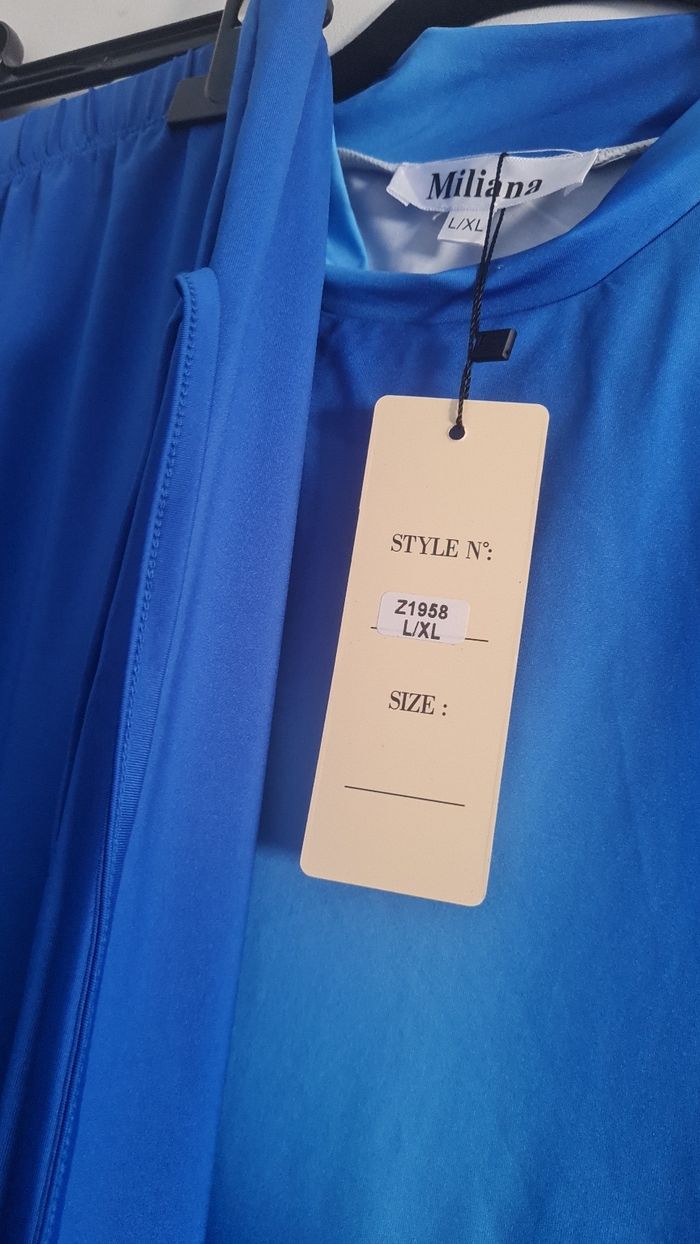 Miliana
L/XL
STYLE N°:
Z1958
L/XL
SIZE :